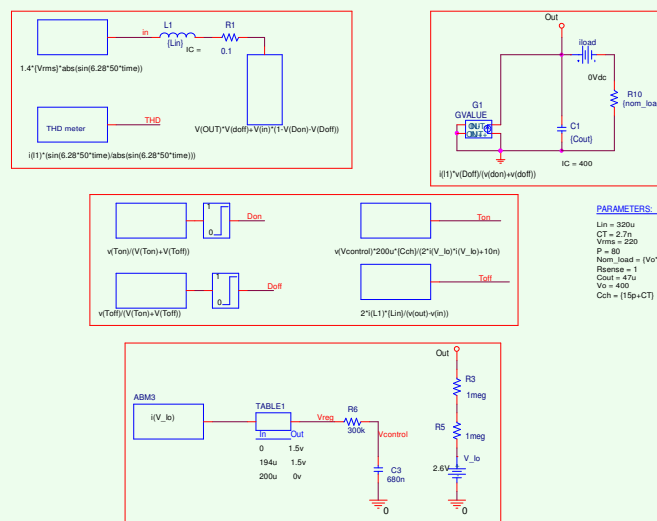 in
L1
{Lin}
IC =
R1
0.1
1.4*{Vrms}*abs(sin(6.28*50*time))
V(OUT)*V(doff)+V(in)*(1-V(Don)-V(Doff))
THD meter
THD
i(l1)*(sin(6.28*50*time)/abs(sin(6.28*50*time)))
Out
iload
0Vdc
R10
{nom_loa
G1
GVALUE
C1
{Cout}
IC = 400
i(l1)*v(Doff)/(v(don)+v(doff))
1
0
Don
v(Ton)/(V(Ton)+V(Toff))
Ton
v(Vcontrol)*200u*{Cch}/(2*i(V_Io)*i(V_Io)+10n)
1
0
Doff
v(Toff)/(V(Ton)+V(Toff))
Toff
2*i(L1)*{Lin}/(v(out)-v(in))
PARAMETERS:
Lin = 320u
CT = 2.7n
Vrms = 220
P = 80
Nom_load = {Vo*
Rsense = 1
Cout = 47u
Vo = 400
Cch = {15p+CT}
Out
R3
1meg
R5
1meg
V_Io
2.6V
0
ABM3
i(V_Io)
TABLE1
In Out
0 1.5v
194u 1.5v
200u 0v
Vreg
R6
300k
Vcontrol
C3
680n
0